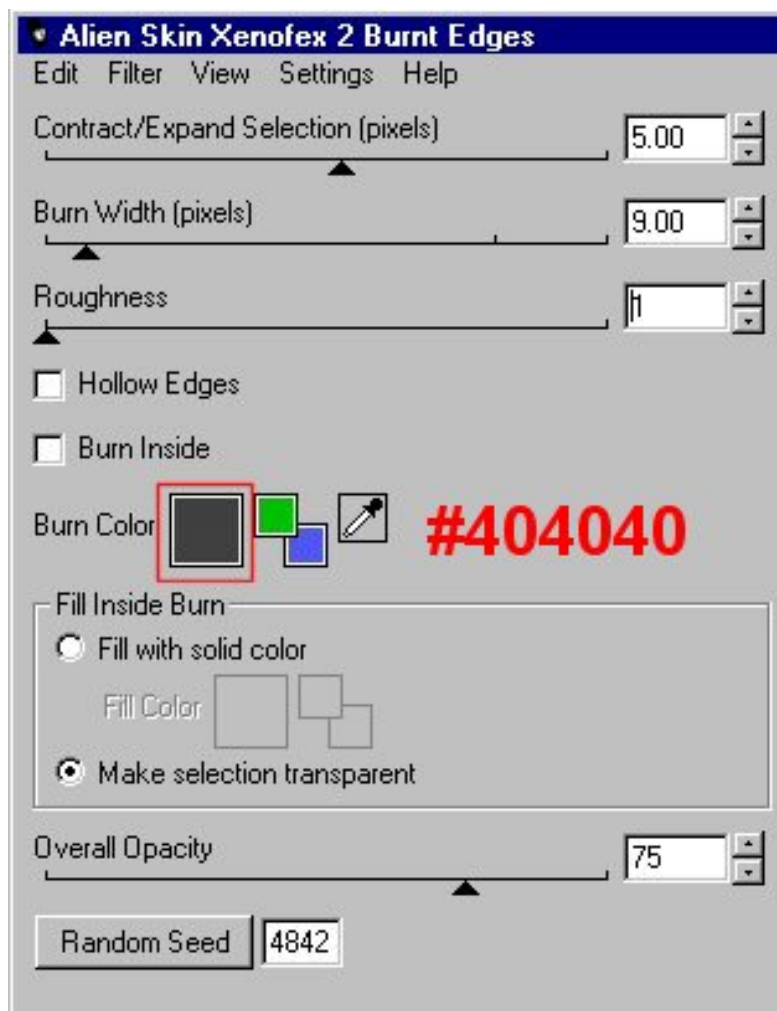 Alien Skin Xenofex 2 Burnt Edges
Edit Filter View Settings Help
Contract/Expand Selection (pixels)
5.00
Burn Width (pixels)
9.00
Roughness
1
Hollow Edges
Burn Inside
Burn Color #404040
Fill Inside Burn
Fill with solid color
Fill Color
Make selection transparent
Overall Opacity
75
Random Seed 4842